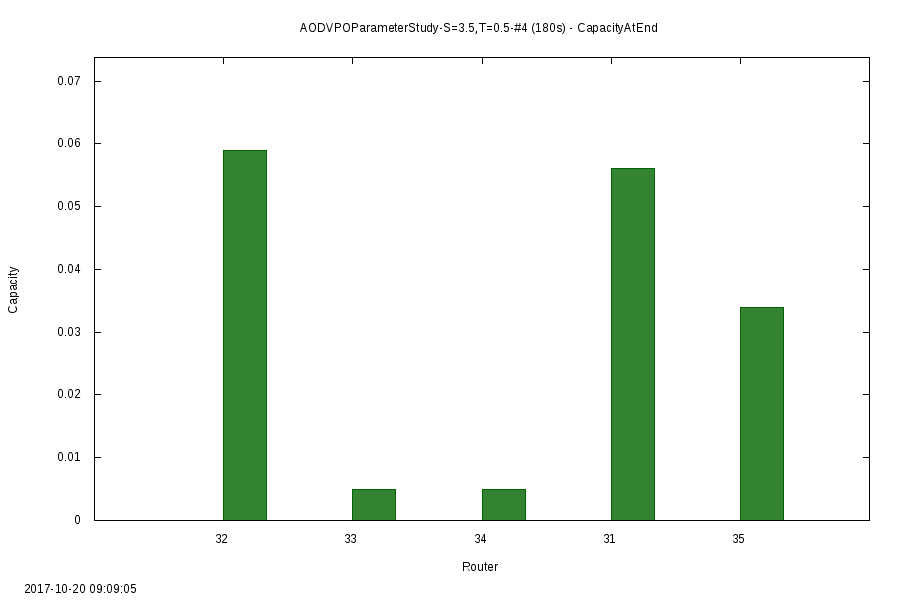 AODVPOParameterStudy-S=3.5,T=0.5-#4 (180s) - CapacityAtEnd
0.07
0.06
0.05
0.04
0.03
0.02
0.01
0
Capacity
32 33 34 31 35
Router
2017-10-20 09:09:05